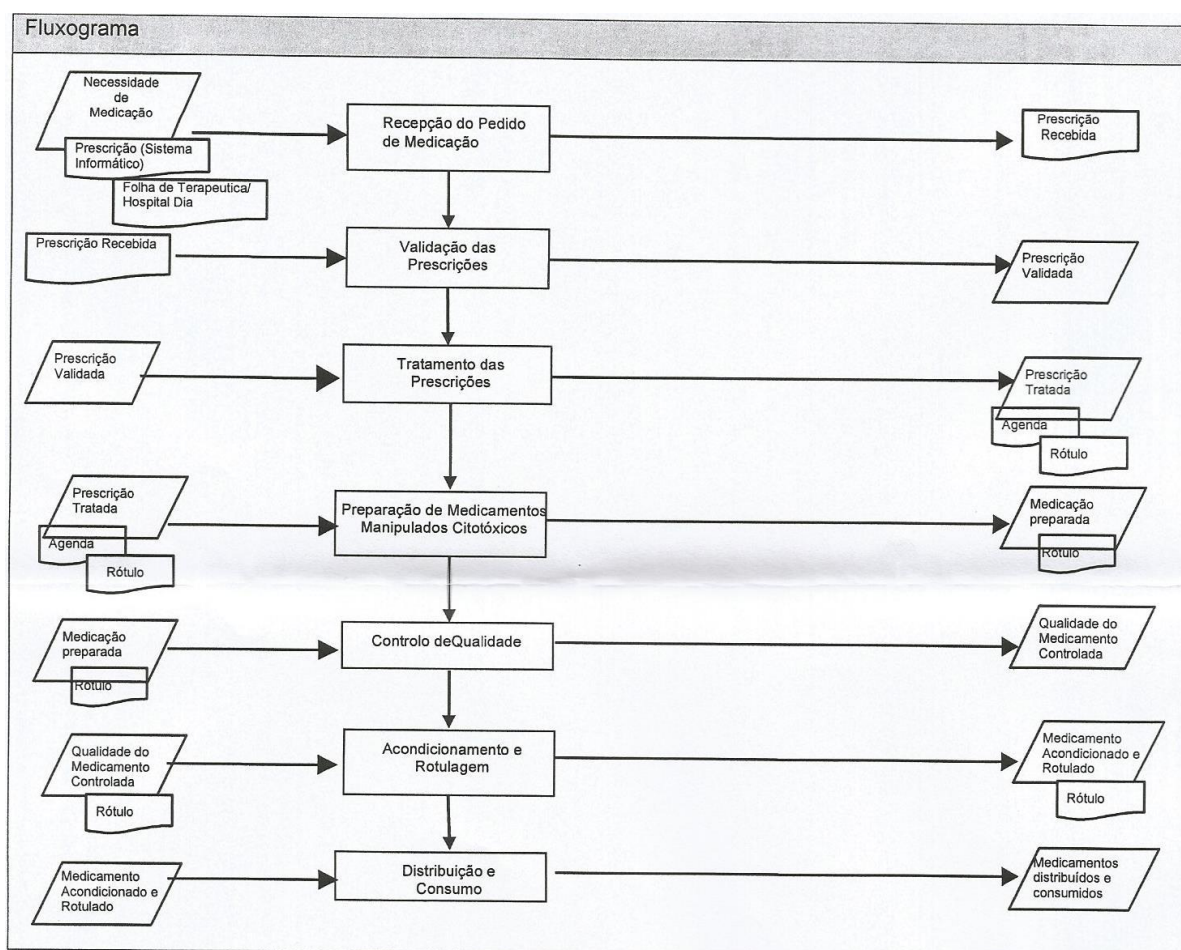 Fluxograma
Necessidade
de
Medicação
Prescrição (Sistema
Informático)
Folha de Terapeutica/
Hospital Dia
Recepção do Pedido
de Medicação
Prescrição
Recebida
Prescrição Recebida
Validação das
Prescrições
Prescrição
Validada
Prescrição
Validada
Tratamento das
Prescrições
Prescrição
Tratada
Agenda
Rótulo
Prescrição
Tratada
Agenda
Rótulo
Preparação de Medicamentos
Manipulados Citotóxicos
Medicação
preparada
Rótulo
Medicação
preparada
Rótulo
Controlo deQualidade
Qualidade do
Medicamento
Controlada
Qualidade do
Medicamento
Controlada
Rótulo
Acondicionamento e
Rotulagem
Medicamento
Acondicionado e
Rotulado
Rótulo
Medicamento
Acondicionado e
Rotulado
Distribuição e
Consumo
Medicamentos
distribuídos e
consumidos